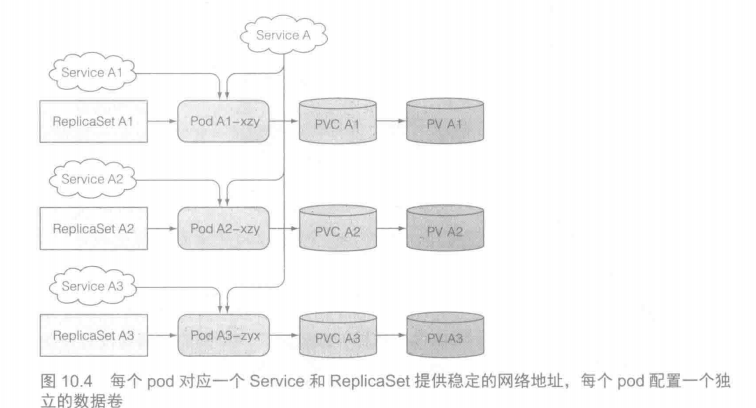 Service A
Service A1
ReplicaSet A1
Pod A1-xzy
PVC A1
PV A1
Service A2
ReplicaSet A2
Pod A2-xzy
PVC A2
PV A2
Service A3
ReplicaSet A3
Pod A3-zyx
PVC A3
PV A3
图 10.4 每个 pod 对应一个 Service 和 ReplicaSet 提供稳定的网络地址，每个 pod 配置一个独
立的数据卷